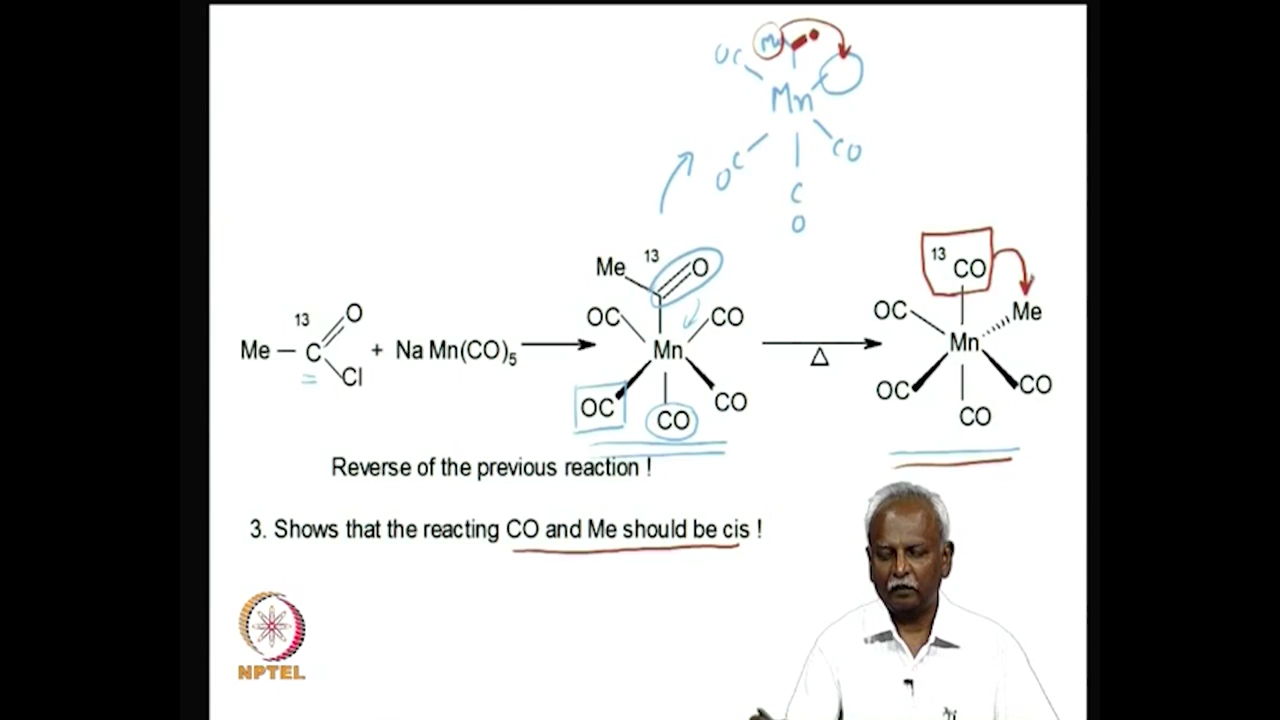 Me
OC
Mn
OC
CO
C
O
Me 13 O
OC CO
Mn
OC CO CO
13 CO
OC Me
Mn
OC CO
CO
13 O
Me − C + Na Mn(CO)5
Cl
Δ
Reverse of the previous reaction !
3. Shows that the reacting CO and Me should be cis !
NPTEL